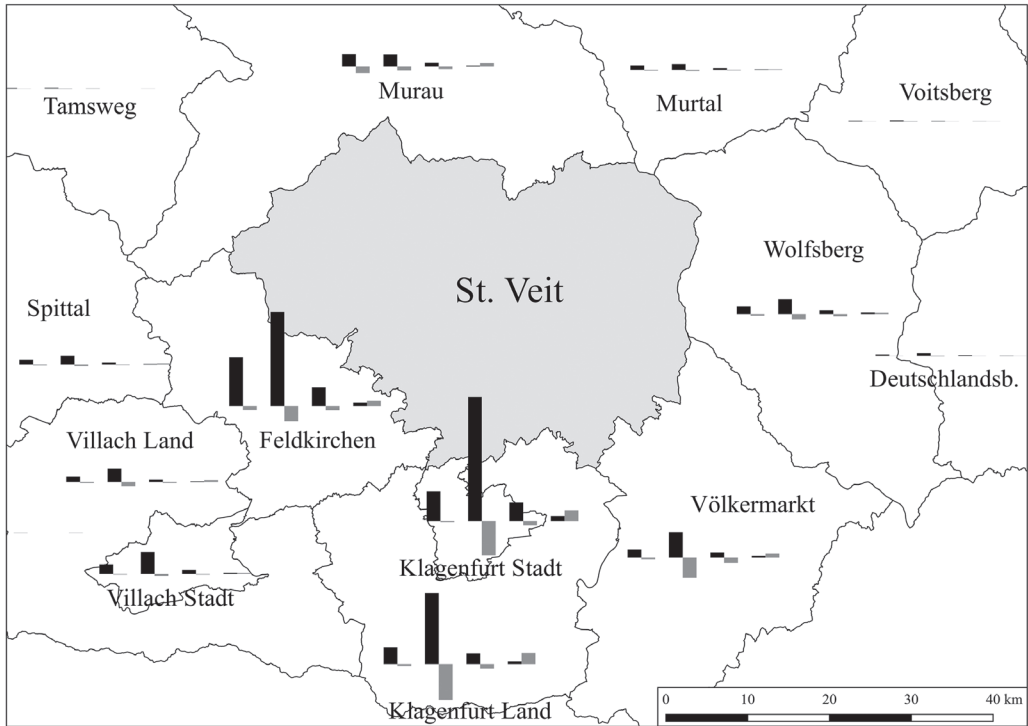 Tamsweg
Murau
Murtal
Voitsberg
Wolfsberg
St. Veit
Spittal
Deutschlandsb.
Villach Land
Feldkirchen
Völkermarkt
Klagenfurt Stadt
Villach Stadt
Klagenfurt Land
0 10 20 30 40 km